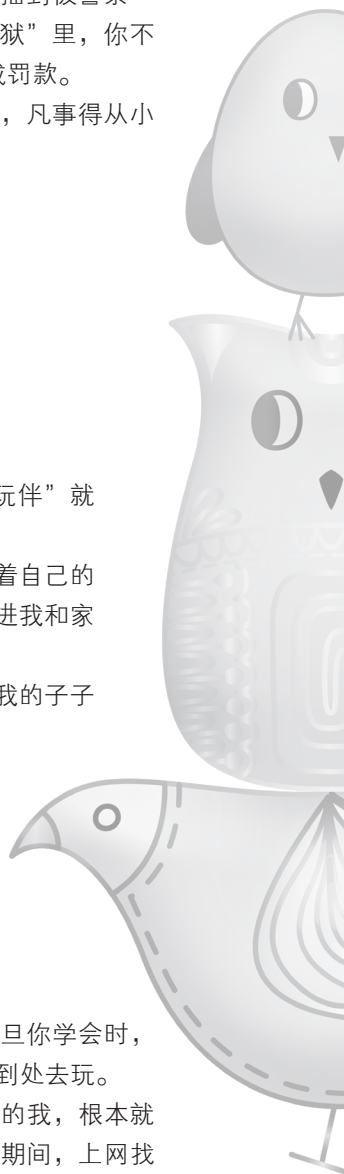 狱”里，你不
罚款。
，凡事得从小
玩伴”就
着自己的
进我和家
我的子子
旦你学会时，
到处去玩。
的我，根本就
期间，上网找